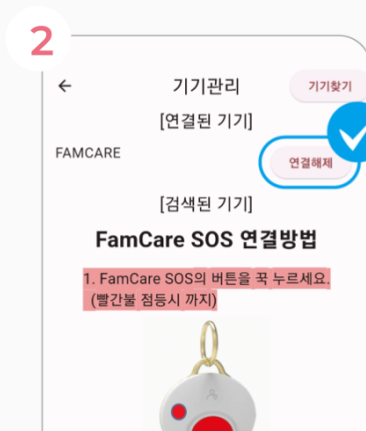 2
기기관리
기기찾기
[연결된 기기]
FAMCARE
연결해제
[검색된 기기]
FamCare SOS 연결방법
1. FamCare SOS의 버튼을 꾹 누르세요.
(빨간불 점등시 까지)